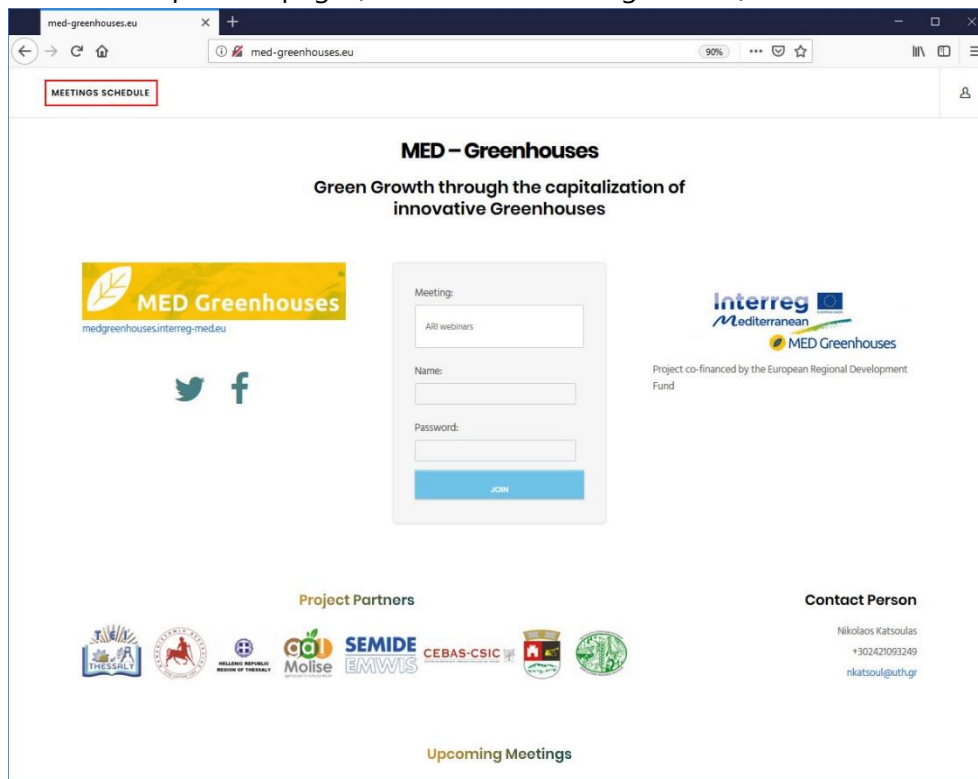 med-greenhouses.eu
med-greenhouses.eu
90%
MEETINGS SCHEDULE
MED – Greenhouses
Green Growth through the capitalization of
innovative Greenhouses
MED Greenhouses
medgreenhouses.interreg-med.eu
Meeting:
ARI webinars
Name:
Password:
JOIN
Interreg
Mediterranean
MED Greenhouses
Project co-financed by the European Regional Development
Fund
Project Partners
THESSALY
HELLENIC REPUBLIC
REGION OF THESSALY
gal
Molise
SEMIDE
EMWIS
CEBAS-CSIC
Contact Person
Nikolaos Katsoulas
+302421093249
nkatsoul@uth.gr
Upcoming Meetings